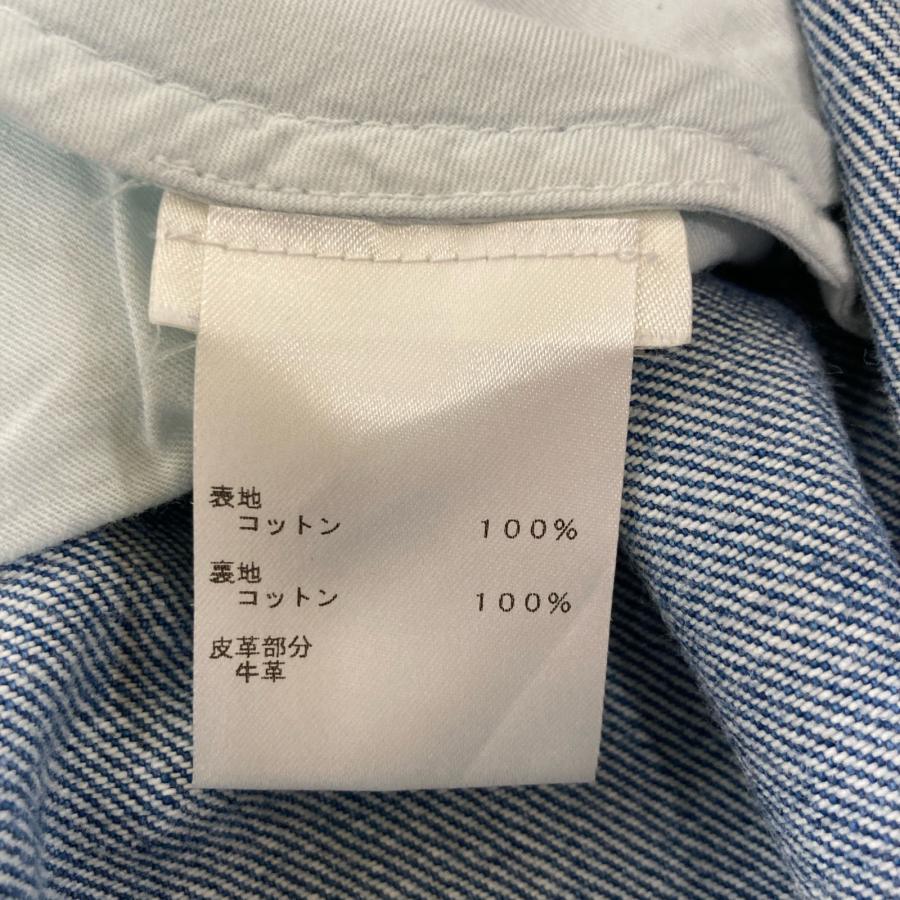 表地
コットン 100%
裏地
コットン 100%
皮革部分
牛革